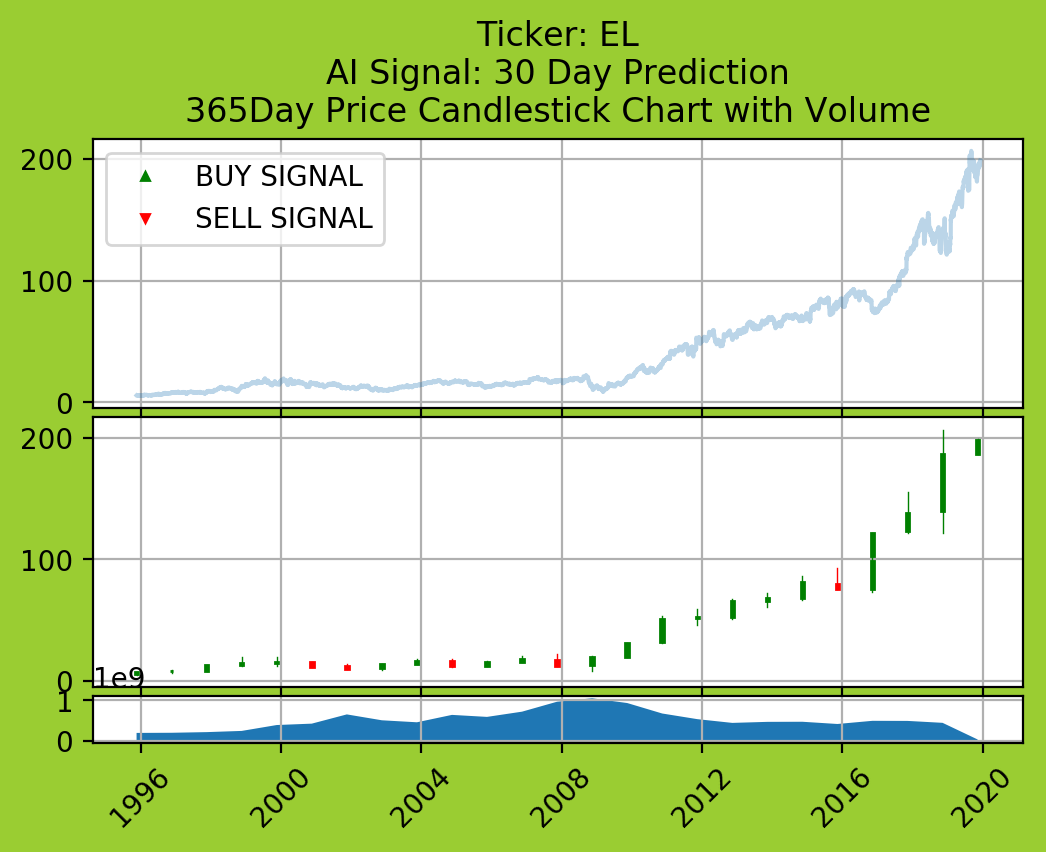 Ticker: EL
AI Signal: 30 Day Prediction
365Day Price Candlestick Chart with Volume
200
100
0
BUY SIGNAL
SELL SIGNAL
200
100
0
1e9
1
0
1996
2000
2004
2008
2012
2016
2020